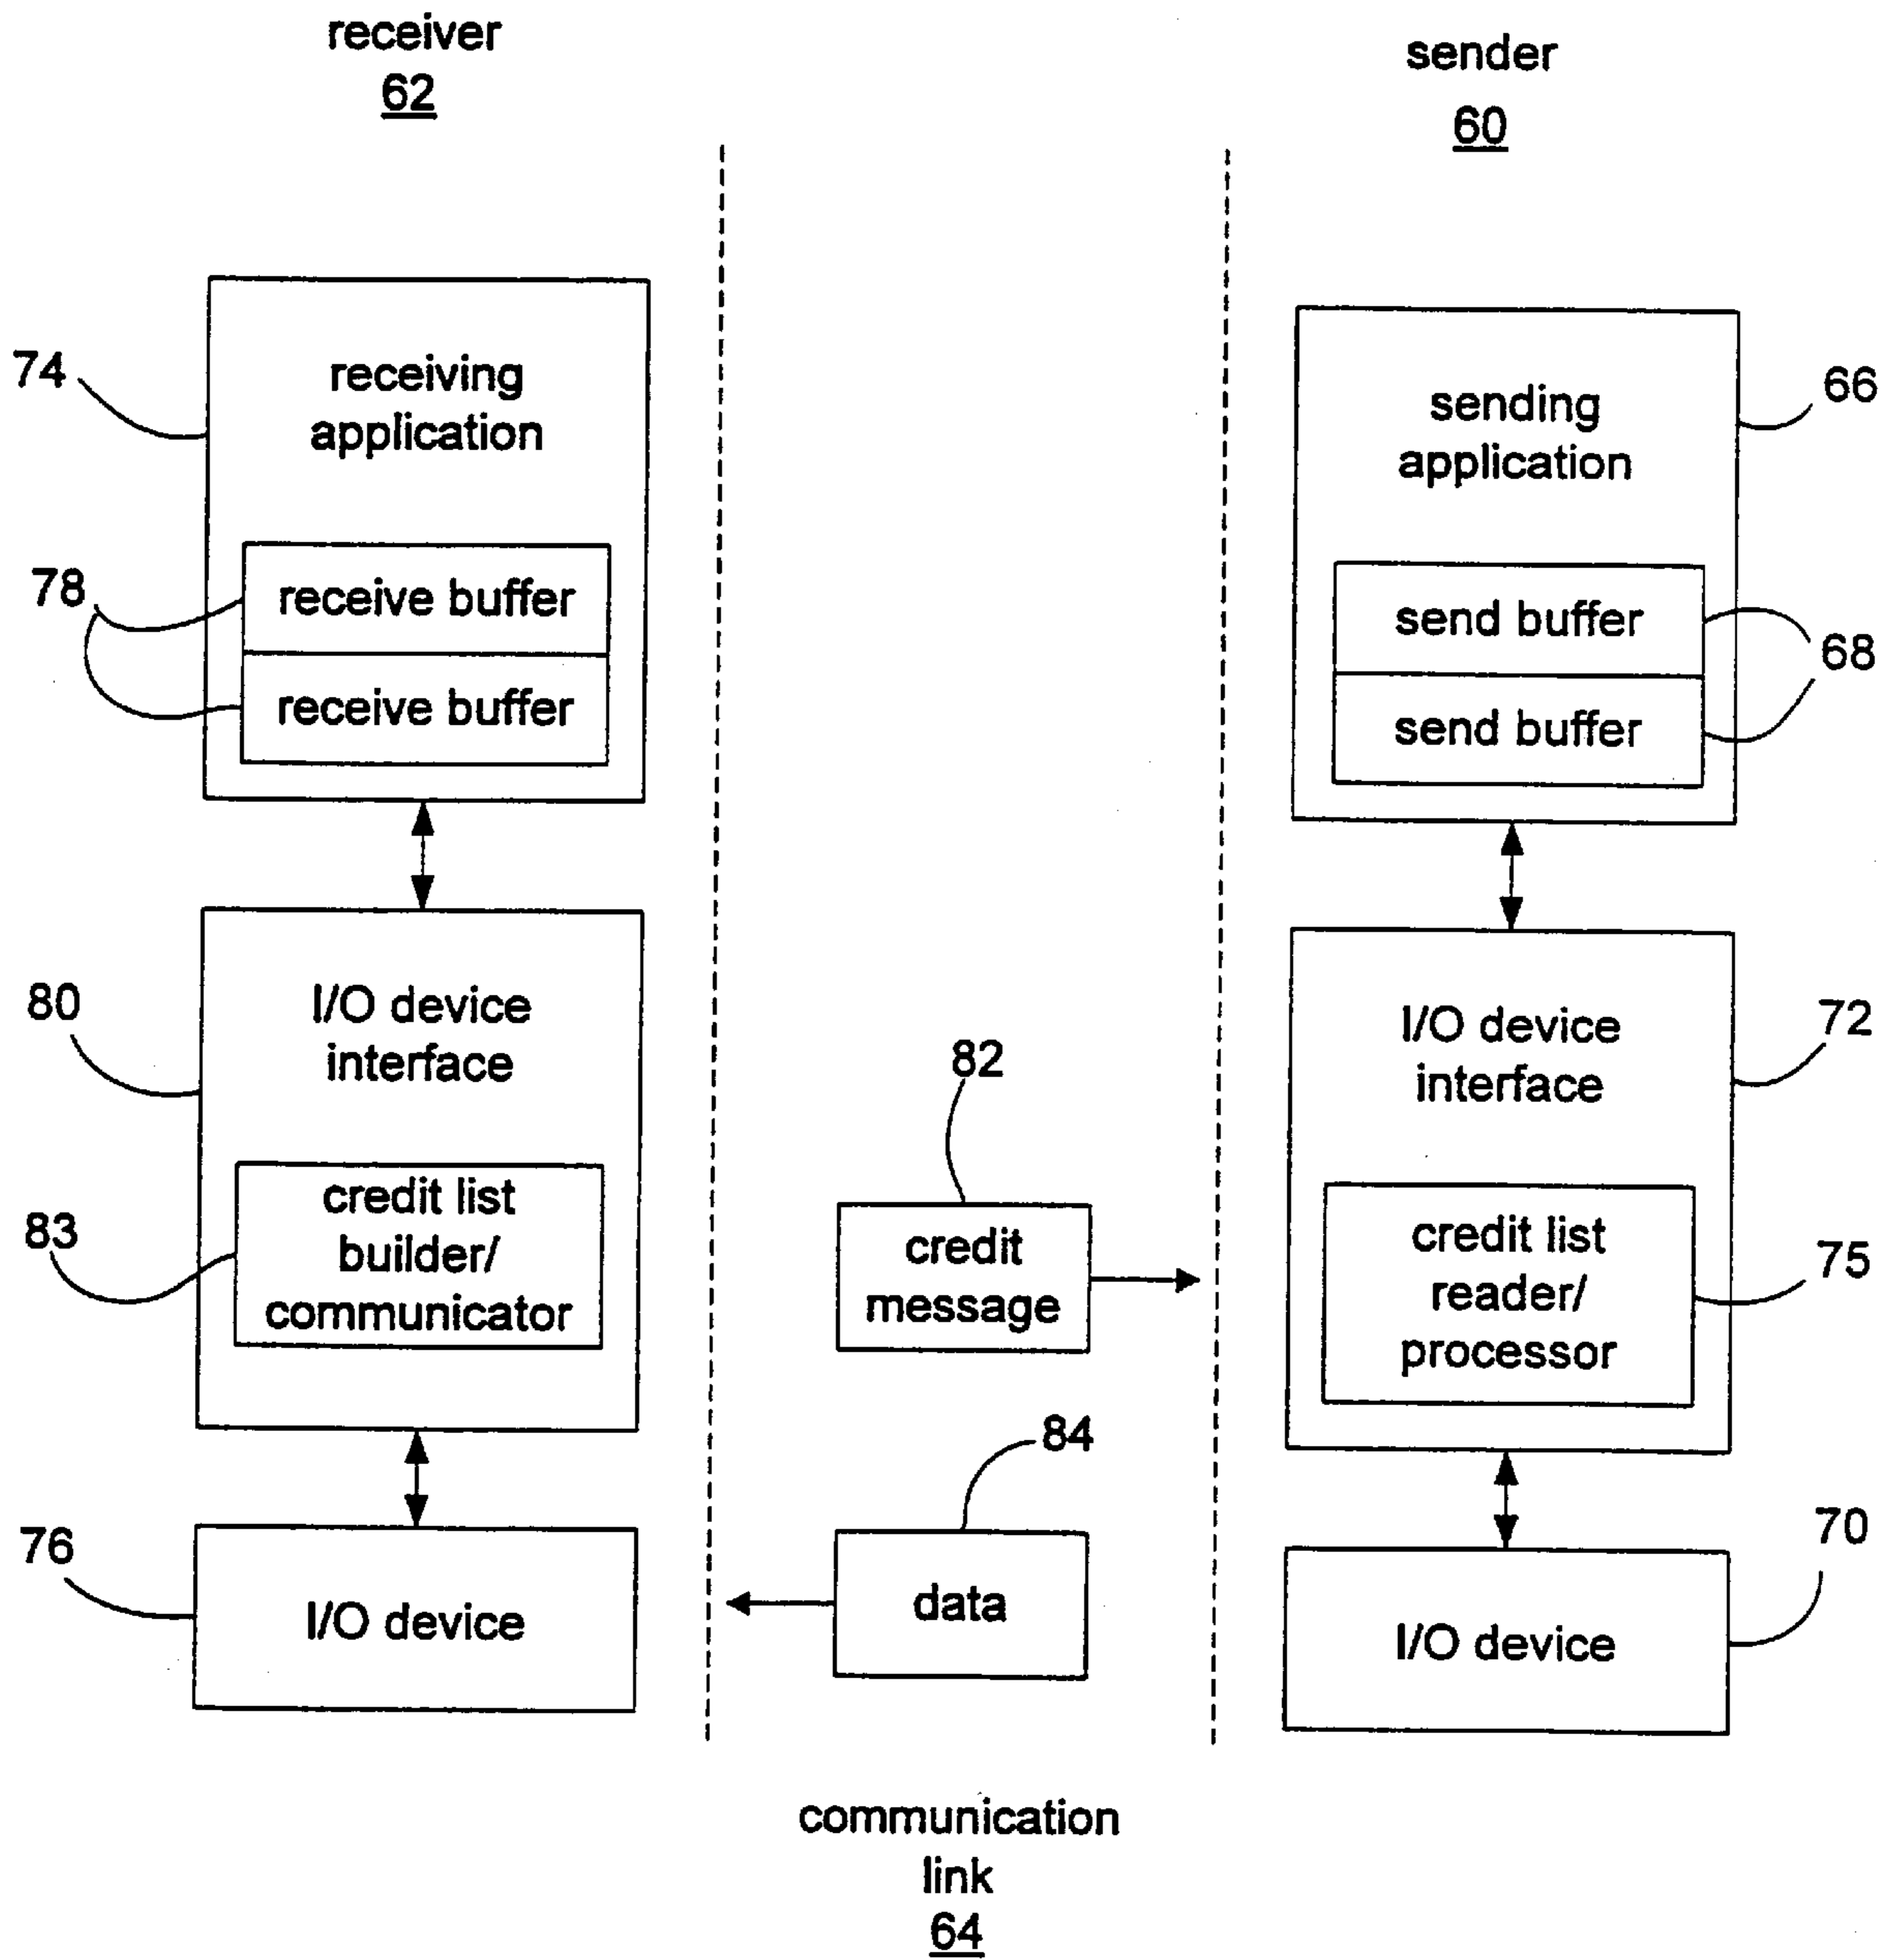 receiver
62
sender
60
74
receiving
application
66
sending
application
78
receive buffer
receive buffer
send buffer
send buffer
68
80
I/O device
interface
72
I/O device
interface
82
83
credit list
builder/
communicator
credit
message
credit list
reader/
processor
75
84
76
I/O device
data
70
I/O device
communication
link
64